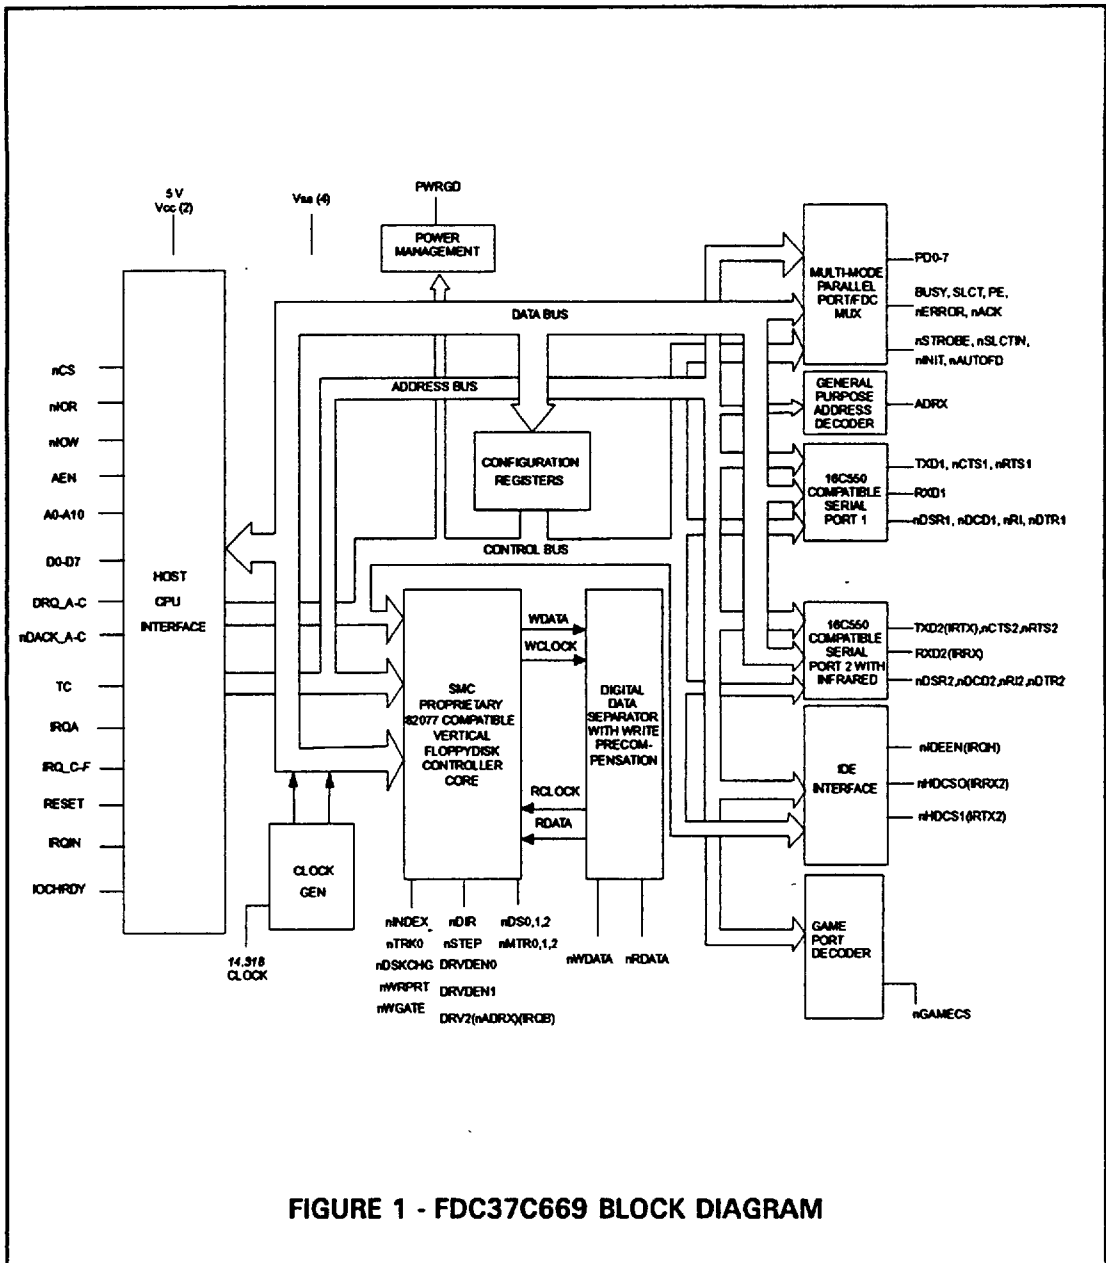 5 V
Vcc (2)
Vss (4)
PWRGD
POWER
MANAGEMENT
DATA BUS
ADDRESS BUS
CONFIGURATION
REGISTERS
CONTROL BUS
nCS
nIOR
nIOW
AEN
A0-A10
D0-D7
DRQ_A-C
nDACK_A-C
TC
IRQA
IRQ_C-F
RESET
IRQIN
IOCHRDY
HOST
CPU
INTERFACE
CLOCK
GEN
14.318
CLOCK
SMC
PROPRIETARY
82077 COMPATIBLE
VERTICAL
FLOPPYDISK
CONTROLLER
CORE
WDATA
WCLOCK
RCLOCK
RDATA
DIGITAL
DATA
SEPARATOR
WITH WRITE
PRECOM-
PENSATION
nINDEX
nTRK0
nDSKCHG
nWRPRT
nWGATE
nDIR
nSTEP
DRVDEN0
DRVDEN1
DRV2(nADRX)(IRQB)
nDS0,1,2
nMTR0,1,2
nWDATA
nRDATA
MULTI-MODE
PARALLEL
PORT/FDC
MUX
PD0-7
BUSY, SLCT, PE,
nERROR, nACK
nSTROBE, nSLCTIN,
nINIT, nAUTOFD
GENERAL
PURPOSE
ADDRESS
DECODER
ADRX
16C550
COMPATIBLE
SERIAL
PORT 1
TXD1, nCTS1, nRTS1
RXD1
nDSR1, nDCD1, nRI, nDTR1
16C550
COMPATIBLE
SERIAL
PORT 2 WITH
INFRARED
TXD2(IRTX),nCTS2,nRTS2
RXD2(IRRX)
nDSR2,nDCD2,nRI2,nDTR2
IDE
INTERFACE
nIDEEN(IRQH)
nHDCSO(IRRX2)
nHDCS1(IRTX2)
GAME
PORT
DECODER
nGAMECS
FIGURE 1 - FDC37C669 BLOCK DIAGRAM